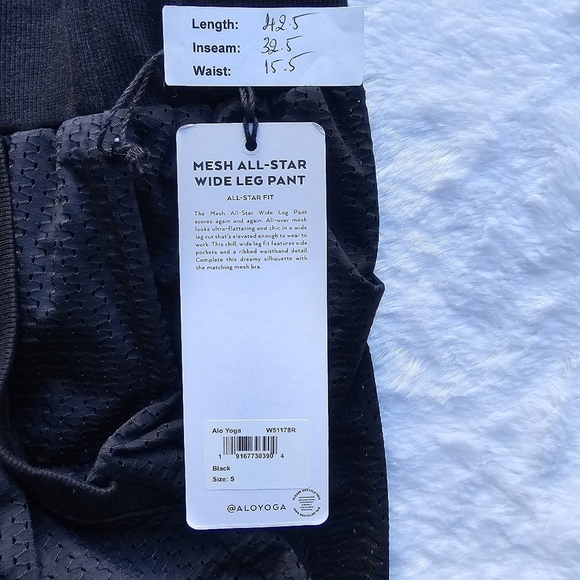 Length: 42.5
Inseam: 32.5
Waist: 15.5
MESH ALL-STAR
WIDE LEG PANT
ALL-STAR FIT
The Mesh All-Star Wide Leg Pant
scores again and again. All-over mesh
looks ultra-flattering and chic in a wide
leg cut that's elevated enough to wear to
work. This chill, wide leg fit features side
pockets and a ribbed waistband detail.
Complete this dreamy silhouette with
the matching mesh bra.
Alo Yoga W51178R
1 91677 30390 4
Black
Size: S
@ALOYOGA